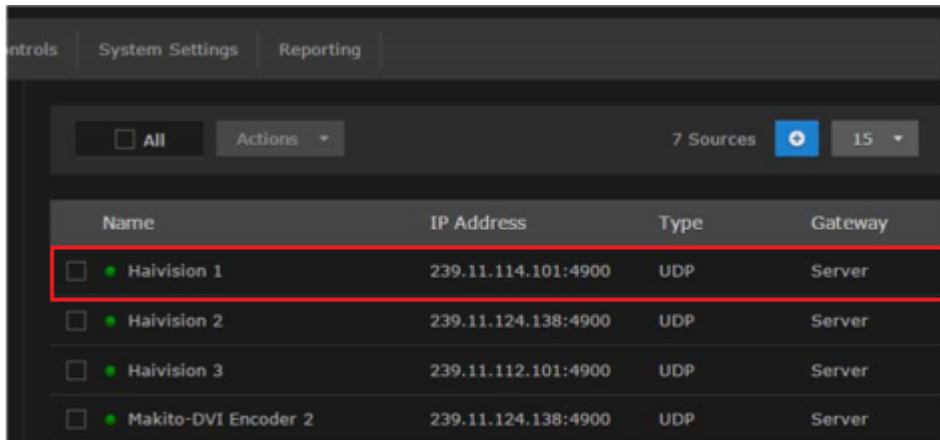 ntrols System Settings Reporting
All Actions 7 Sources 15
Name IP Address Type Gateway
Haivision 1 239.11.114.101:4900 UDP Server
Haivision 2 239.11.124.138:4900 UDP Server
Haivision 3 239.11.112.101:4900 UDP Server
Makito-DVI Encoder 2 239.11.124.138:4900 UDP Server